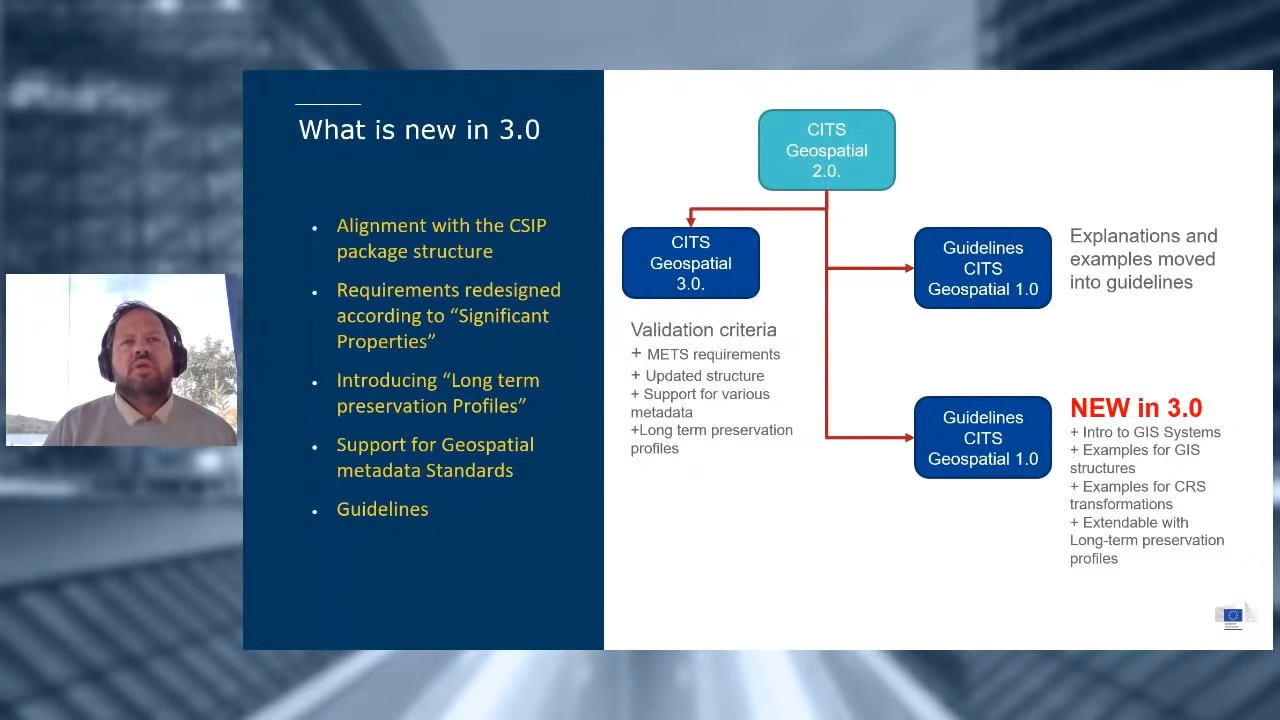 What is new in 3.0
• Alignment with the CSIP
package structure
• Requirements redesigned
according to “Significant
Properties”
• Introducing “Long term
preservation Profiles”
• Support for Geospatial
metadata Standards
• Guidelines
CITS
Geospatial
2.0.
CITS
Geospatial
3.0.
Validation criteria
+ METS requirements
+ Updated structure
+ Support for various
metadata
+Long term preservation
profiles
Guidelines
CITS
Geospatial 1.0
Explanations and
examples moved
into guidelines
Guidelines
CITS
Geospatial 1.0
NEW in 3.0
+ Intro to GIS Systems
+ Examples for GIS
structures
+ Examples for CRS
transformations
+ Extendable with
Long-term preservation
profiles